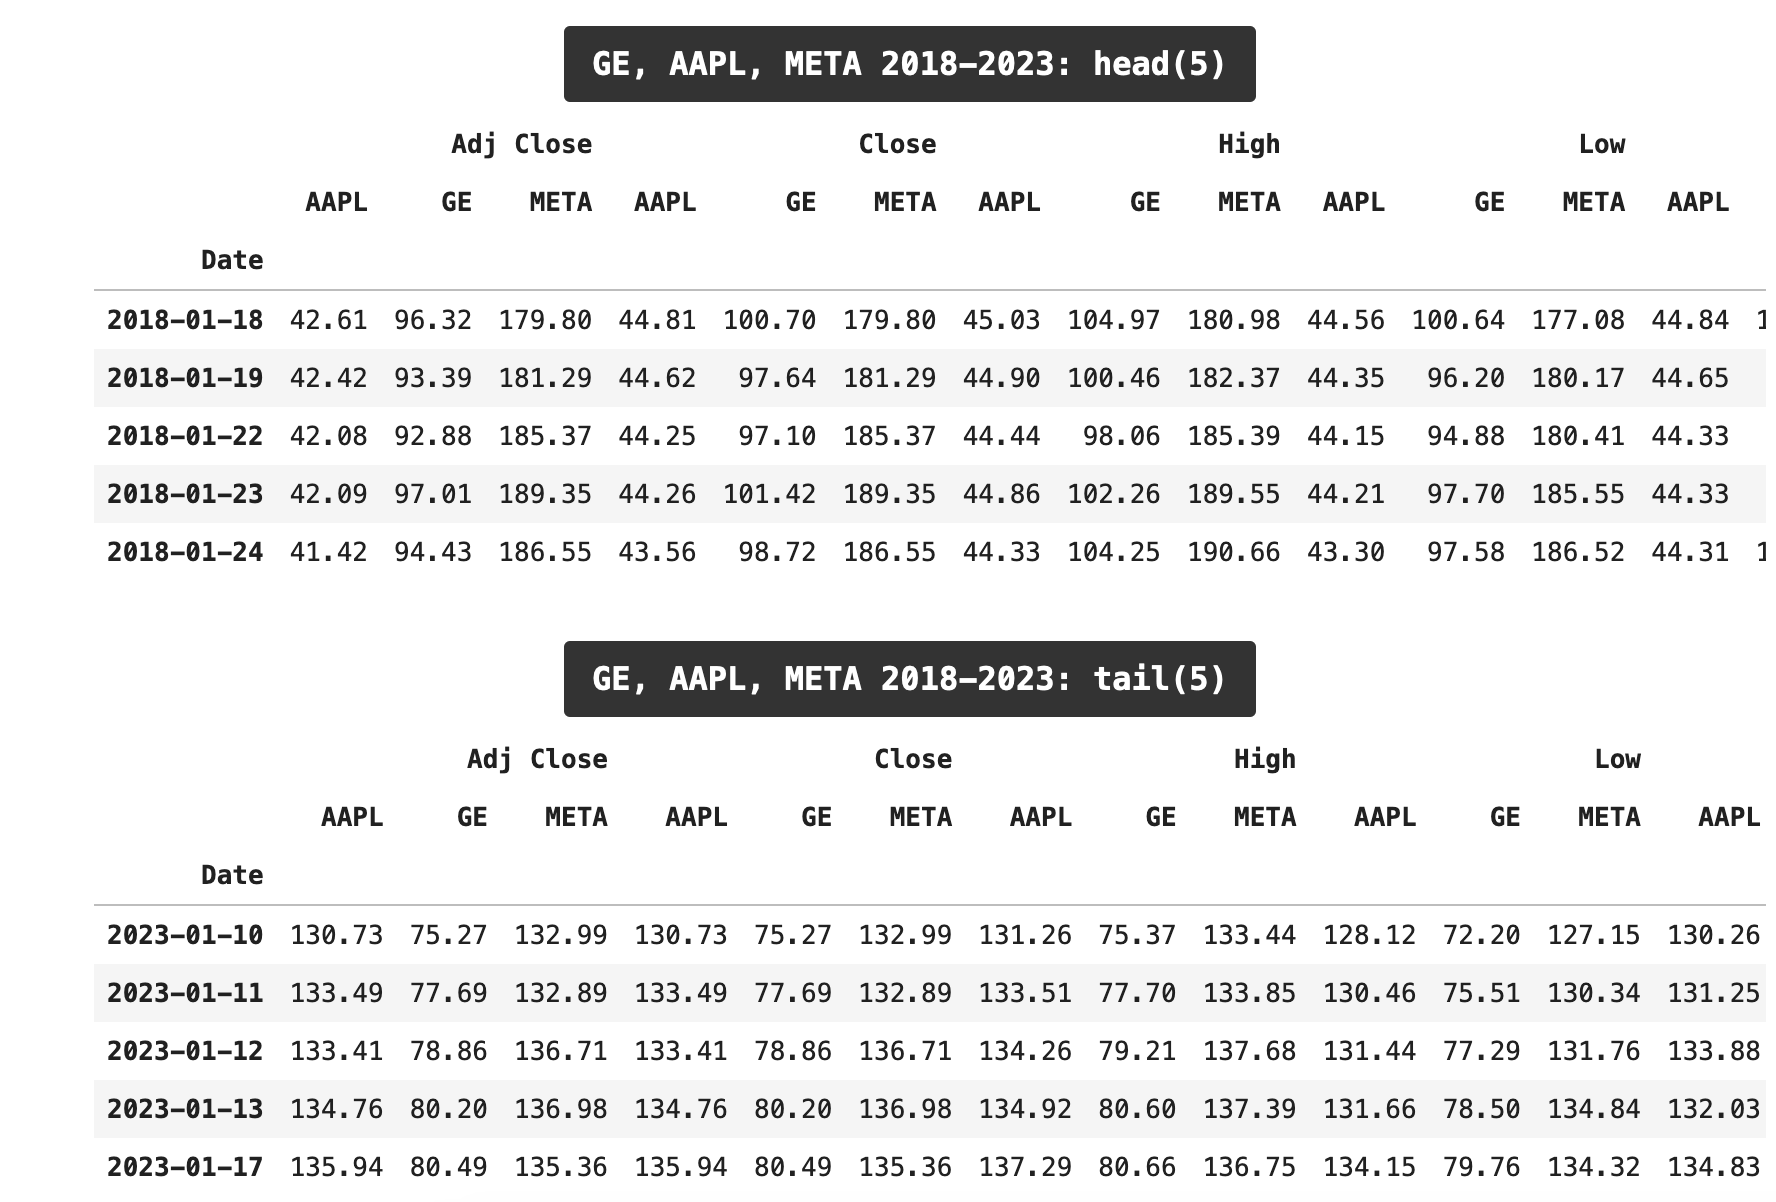 GE, AAPL, META 2018-2023: head(5)
Adj Close Close High Low
AAPL GE META AAPL GE META AAPL GE META AAPL GE META AAPL
Date
2018-01-18 42.61 96.32 179.80 44.81 100.70 179.80 45.03 104.97 180.98 44.56 100.64 177.08 44.84
2018-01-19 42.42 93.39 181.29 44.62 97.64 181.29 44.90 100.46 182.37 44.35 96.20 180.17 44.65
2018-01-22 42.08 92.88 185.37 44.25 97.10 185.37 44.44 98.06 185.39 44.15 94.88 180.41 44.33
2018-01-23 42.09 97.01 189.35 44.26 101.42 189.35 44.86 102.26 189.55 44.21 97.70 185.55 44.33
2018-01-24 41.42 94.43 186.55 43.56 98.72 186.55 44.33 104.25 190.66 43.30 97.58 186.52 44.31
GE, AAPL, META 2018-2023: tail(5)
Adj Close Close High Low
AAPL GE META AAPL GE META AAPL GE META AAPL GE META AAPL
Date
2023-01-10 130.73 75.27 132.99 130.73 75.27 132.99 131.26 75.37 133.44 128.12 72.20 127.15 130.26
2023-01-11 133.49 77.69 132.89 133.49 77.69 132.89 133.51 77.70 133.85 130.46 75.51 130.34 131.25
2023-01-12 133.41 78.86 136.71 133.41 78.86 136.71 134.26 79.21 137.68 131.44 77.29 131.76 133.88
2023-01-13 134.76 80.20 136.98 134.76 80.20 136.98 134.92 80.60 137.39 131.66 78.50 134.84 132.03
2023-01-17 135.94 80.49 135.36 135.94 80.49 135.36 137.29 80.66 136.75 134.15 79.76 134.32 134.83